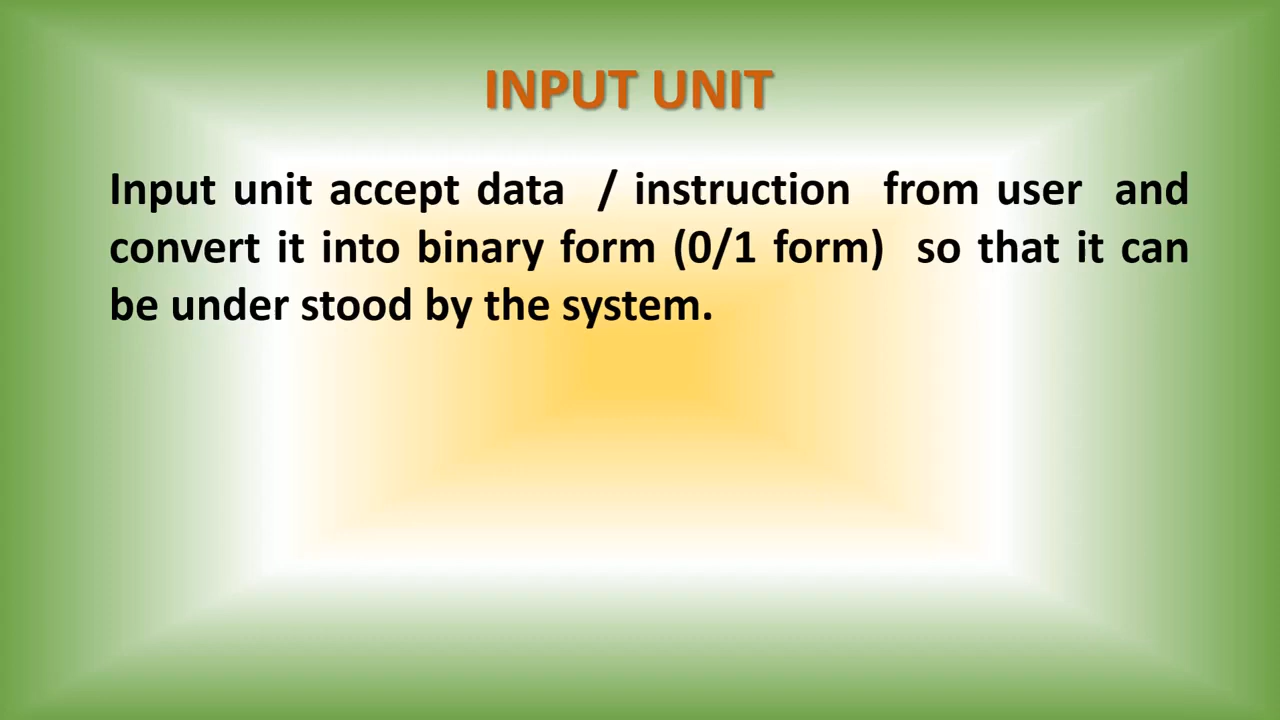 INPUT UNIT
Input unit accept data / instruction from user and
convert it into binary form (0/1 form) so that it can
be under stood by the system.